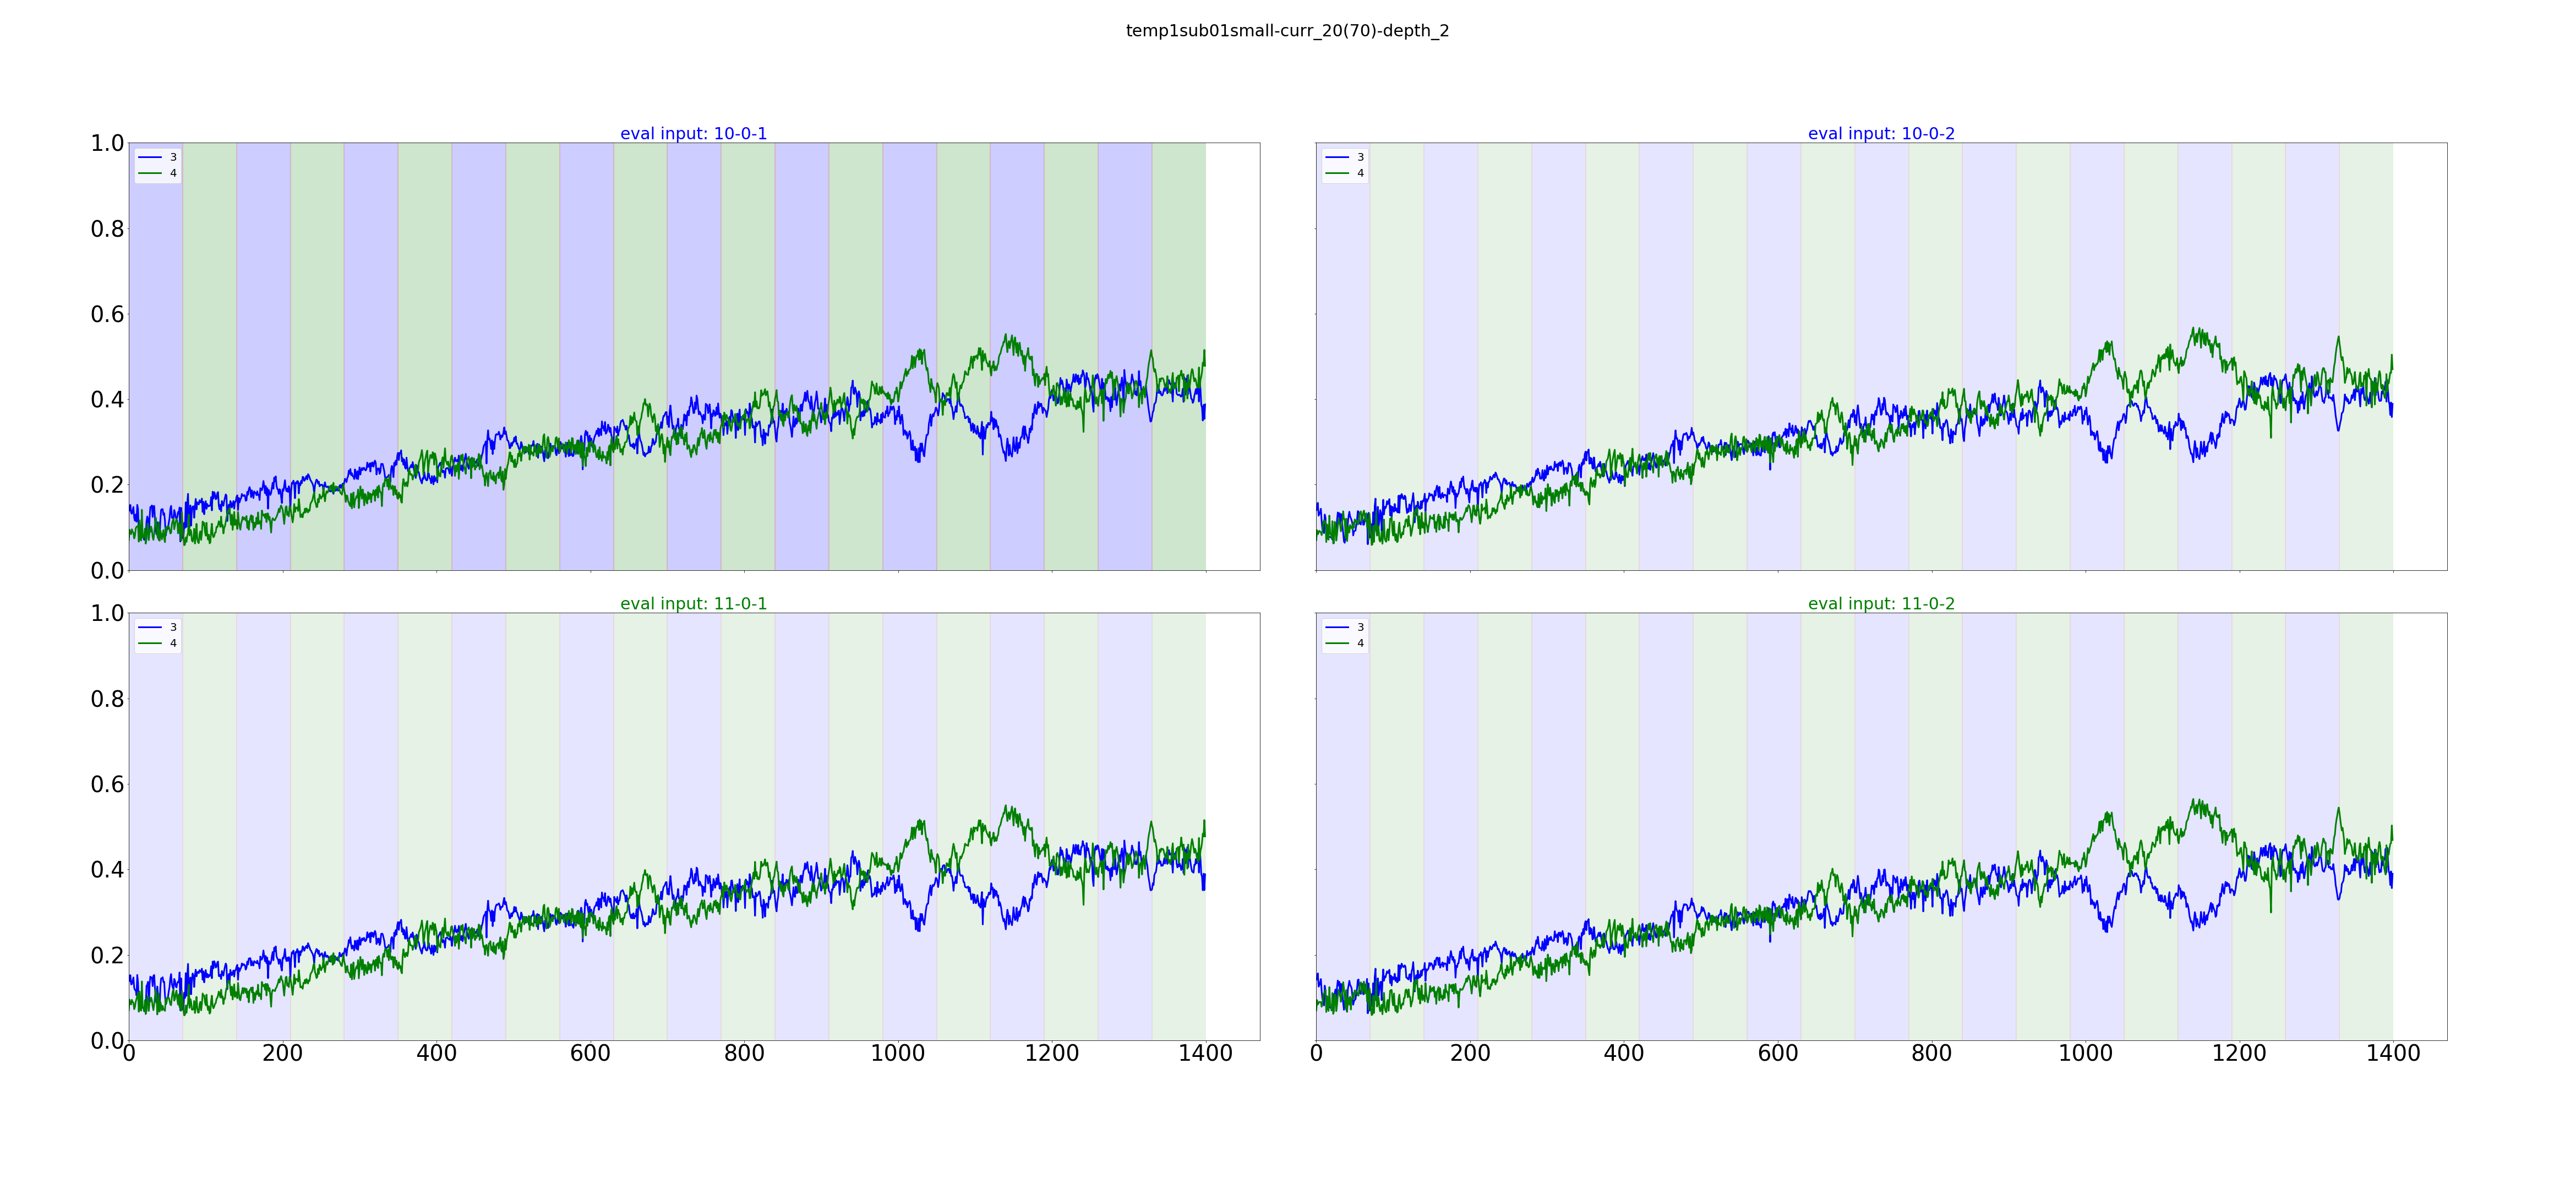 temp1sub01small-curr_20(70)-depth_2
eval input: 10-0-1
1.0
0.8
0.6
0.4
0.2
0.0
3
4
eval input: 10-0-2
3
4
eval input: 11-0-1
1.0
0.8
0.6
0.4
0.2
0.0
3
4
0 200 400 600 800 1000 1200 1400
eval input: 11-0-2
3
4
0 200 400 600 800 1000 1200 1400